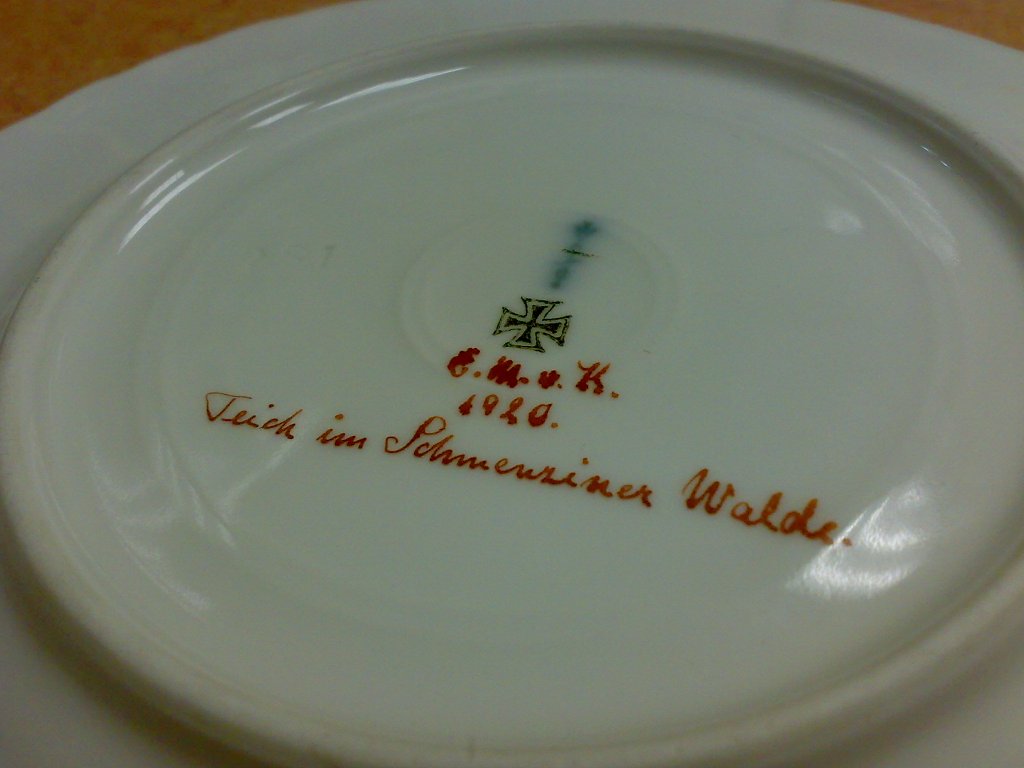 E. M. v. K.
1920.
Teich im Schmenziner Walde.